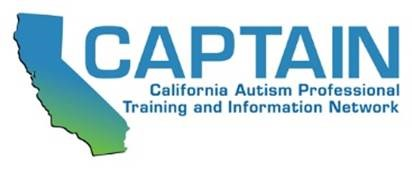 CAPTAIN
California Autism Professional
Training and Information Network